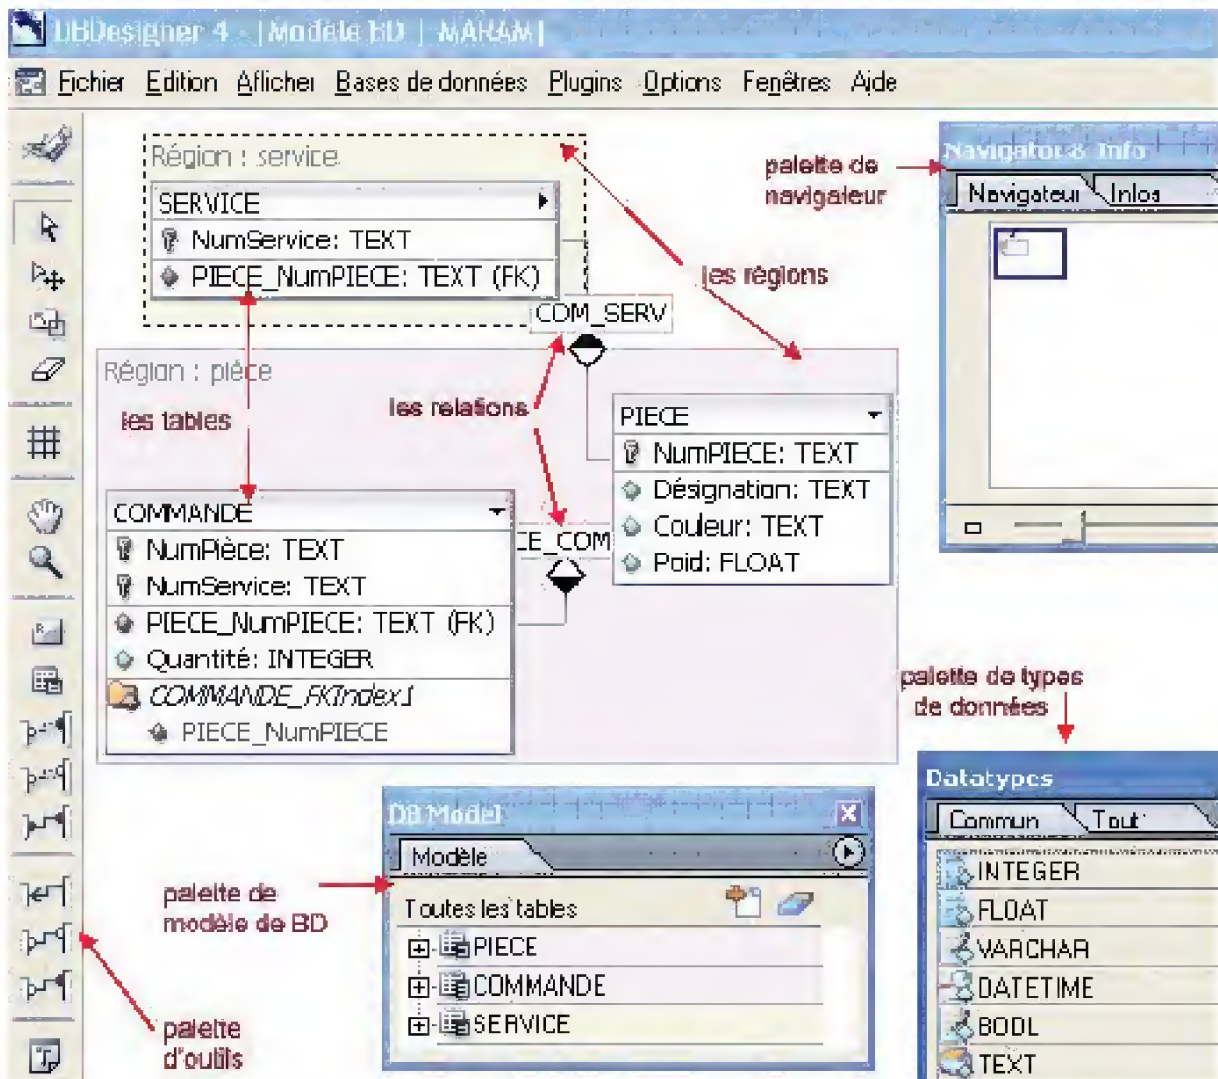 DBDesigner 4 - [Modèle BD | MARAM]
Fichier Edition Afficher Bases de données Plugins Options Fenêtres Aide
Région : service
SERVICE
NumService: TEXT
PIECE_NumPIECE: TEXT (FK)
COM_SERV
palette de
navigateur
Navigator & Info
Navigateur Infos
les régions
Région : pièce
les tables
les relations
PIECE
NumPIECE: TEXT
Désignation: TEXT
Couleur: TEXT
Poid: FLOAT
COMMANDE
NumPièce: TEXT
NumService: TEXT
PIECE_NumPIECE: TEXT (FK)
Quantité: INTEGER
COMMANDE_FKIndex1
PIECE_NumPIECE
CE_COM
palette de types
de données
Datatypes
Commun Tout
INTEGER
FLOAT
VARCHAR
DATETIME
BOOL
TEXT
DB Model
Modèle
Toutes les tables
PIECE
COMMANDE
SERVICE
palette de
modèle de BD
palette
d'outils